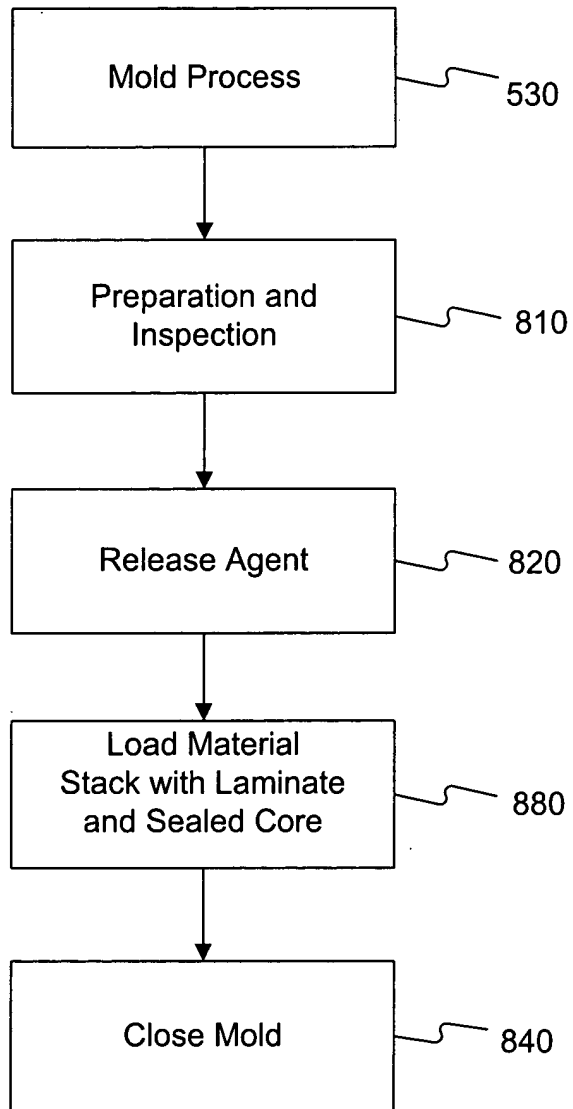 Mold Process
530
Preparation and
Inspection
810
Release Agent
820
Load Material
Stack with Laminate
and Sealed Core
880
Close Mold
840